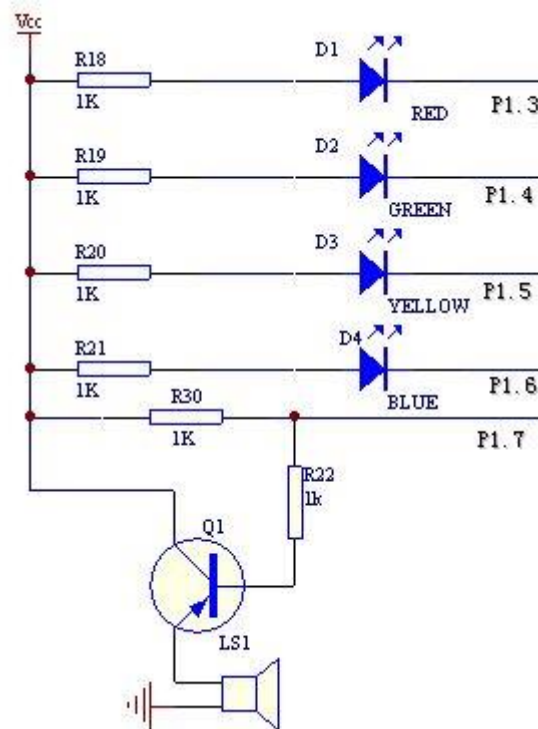 Vcc
R18
1K
D1
RED
P1.3
R19
1K
D2
GREEN
P1.4
R20
1K
D3
YELLOW
P1.5
R21
1K
D4
BLUE
P1.6
R30
1K
P1.7
R22
1k
Q1
LS1